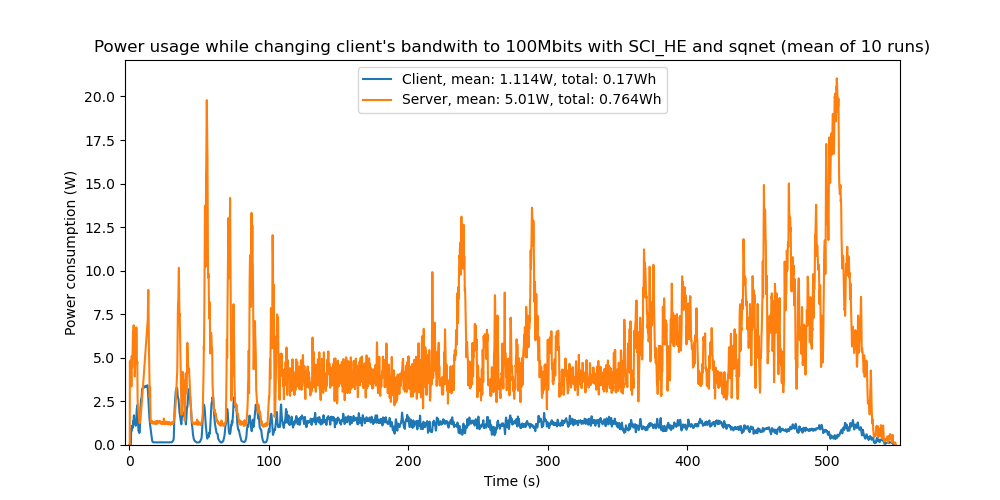 Power usage while changing client's bandwith to 100Mbits with SCI_HE and sqnet (mean of 10 runs)
Client, mean: 1.114W, total: 0.17Wh
Server, mean: 5.01W, total: 0.764Wh
Power consumption (W)
20.0
17.5
15.0
12.5
10.0
7.5
5.0
2.5
0.0
0 100 200 300 400 500
Time (s)